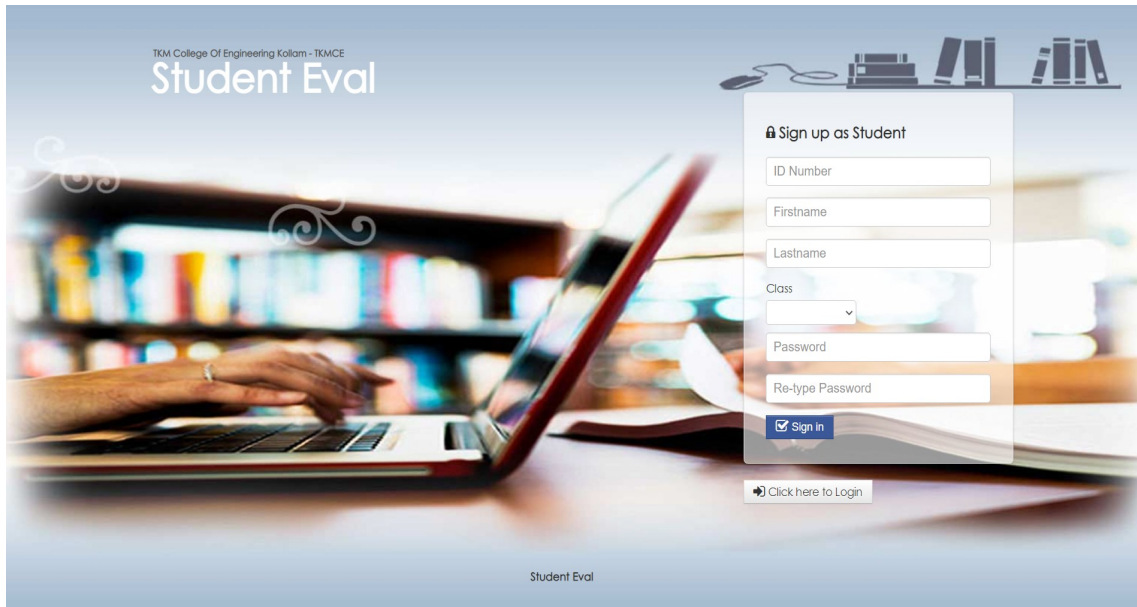 TKM College Of Engineering Kollam - TKMCE
Student Eval
Sign up as Student
ID Number
Firstname
Lastname
Class
Password
Re-type Password
Sign in
Click here to Login
Student Eval